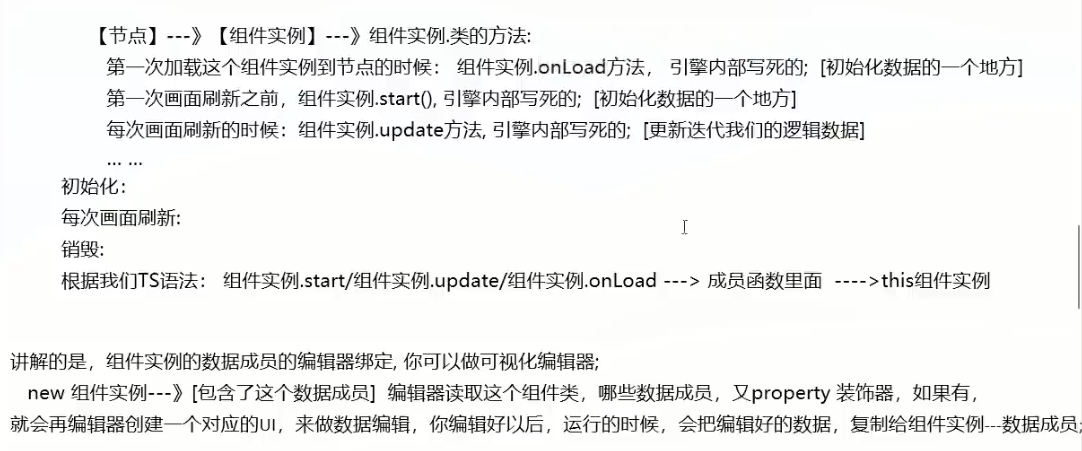 【节点】---》【组件实例】---》组件实例.类的方法:
第一次加载这个组件实例到节点的时候： 组件实例.onLoad方法， 引擎内部写死的; [初始化数据的一个地方]
第一次画面刷新之前，组件实例.start(), 引擎内部写死的; [初始化数据的一个地方]
每次画面刷新的时候：组件实例.update方法, 引擎内部写死的; [更新迭代我们的逻辑数据]
... ...
初始化：
每次画面刷新:
销毁:
根据我们TS语法： 组件实例.start/组件实例.update/组件实例.onLoad ---> 成员函数里面 ---->this组件实例
讲解的是，组件实例的数据成员的编辑器绑定, 你可以做可视化编辑器;
new 组件实例---》[包含了这个数据成员] 编辑器读取这个组件类，哪些数据成员，又property 装饰器，如果有，
就会再编辑器创建一个对应的UI，来做数据编辑，你编辑好以后，运行的时候，会把编辑好的数据，复制给组件实例---数据成员;